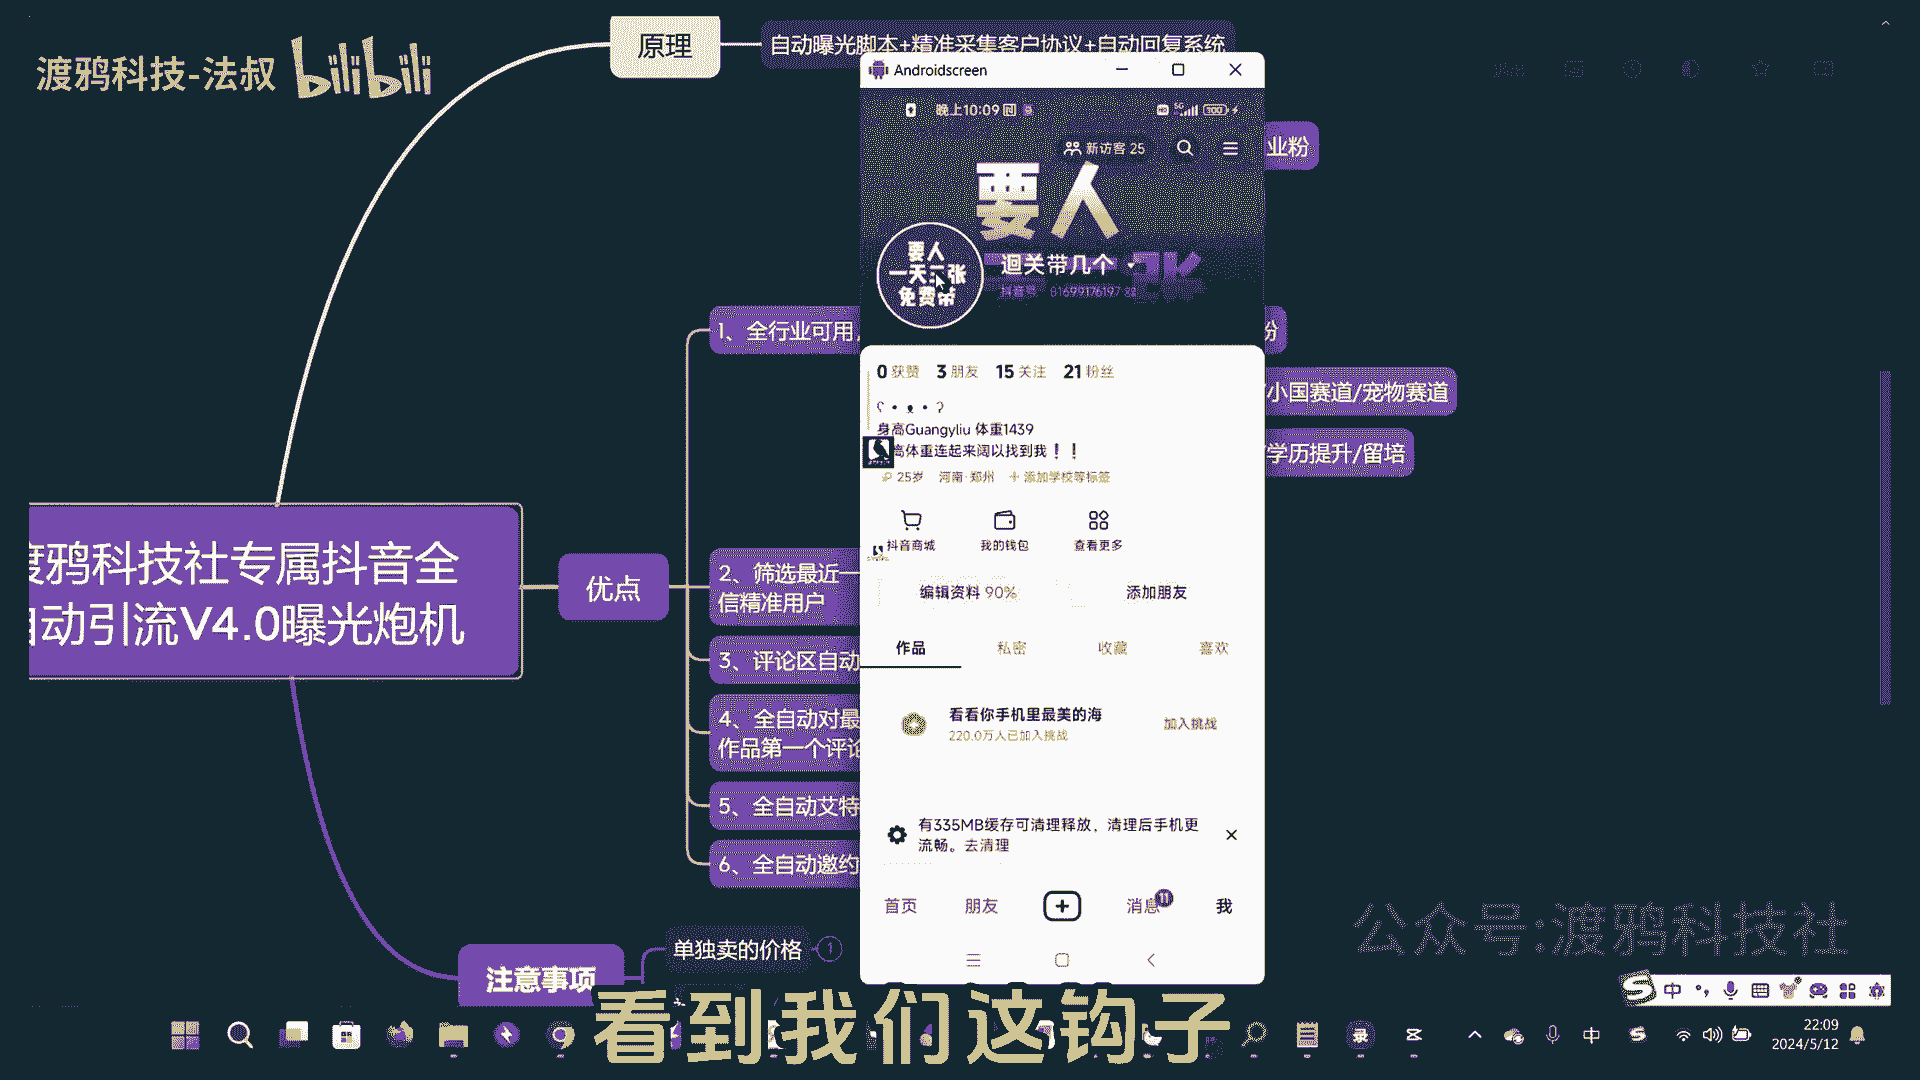 渡鸦科技-法叔 bilibili
原理
自动曝光脚本+精准采集客户协议+自动回复系统
Androidscreen
晚上10:09
新访客 25
业粉
要人
要人
一天二张
免费带
迴关带几个
抖音号
1、全行业可用
粉
0 获赞 3 朋友 15 关注 21 粉丝
小国赛道/宠物赛道
身高Guangyliu 体重1439
高体重连起来阔以找到我！！
学历提升/留培
25岁 河南·郑州 + 添加学校等标签
抖音商城 我的钱包 查看更多
渡鸦科技社专属抖音全
自动引流V4.0曝光炮机
优点
2、筛选最近一
信精准用户
编辑资料 90% 添加朋友
作品 私密 收藏 喜欢
3、评论区自动
4、全自动对最
作品第一个评论
看看你手机里最美的海
220.0万人已加入挑战
加入挑战
5、全自动艾特
有335MB缓存可清理释放，清理后手机更
流畅。去清理
6、全自动邀约
首页 朋友 消息 11 我
注意事项
单独卖的价格 1
公众号:渡鸦科技社
看到我们这钩子
中
中
22:09
2024/5/12